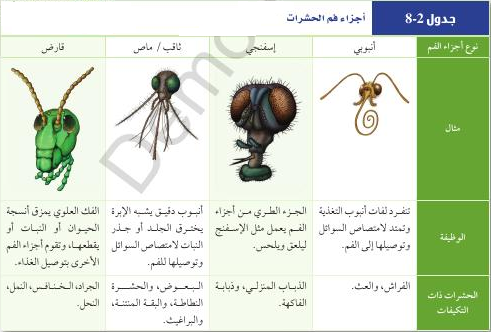 جدول 2-8
أجزاء فم الحشرات
نوع أجزاء الفم
أنبوبي
إسفنجي
ثاقب/ ماص
قارض
مثال
الوظيفة
تنفرد لفات أنبوب التغذية
وتمتد لامتصاص السوائل
وتوصيلها إلى الفم.
الجزء الطري من أجزاء
الفم يعمل مثل الإسفنج
ليلعق ويلحس.
أنبوب دقيق يشبه الإبرة
يخترق الجلد أو جذر
النبات لامتصاص السوائل
وتوصيلها للفم.
الفك العلوي يمزق أنسجة
الحيوان أو النبات أو
يقطعها، وتقوم أجزاء الفم
الأخرى بتوصيل الغذاء.
الحشرات ذات
التكيفات
الفراش، والعث.
الذباب المنزلي، وذبابة
الفاكهة.
البعوض، والحشرة
النطاطة، والبقة المنتنة،
والبراغيث.
الجراد، الخنافس، النمل،
النحل.
Demo